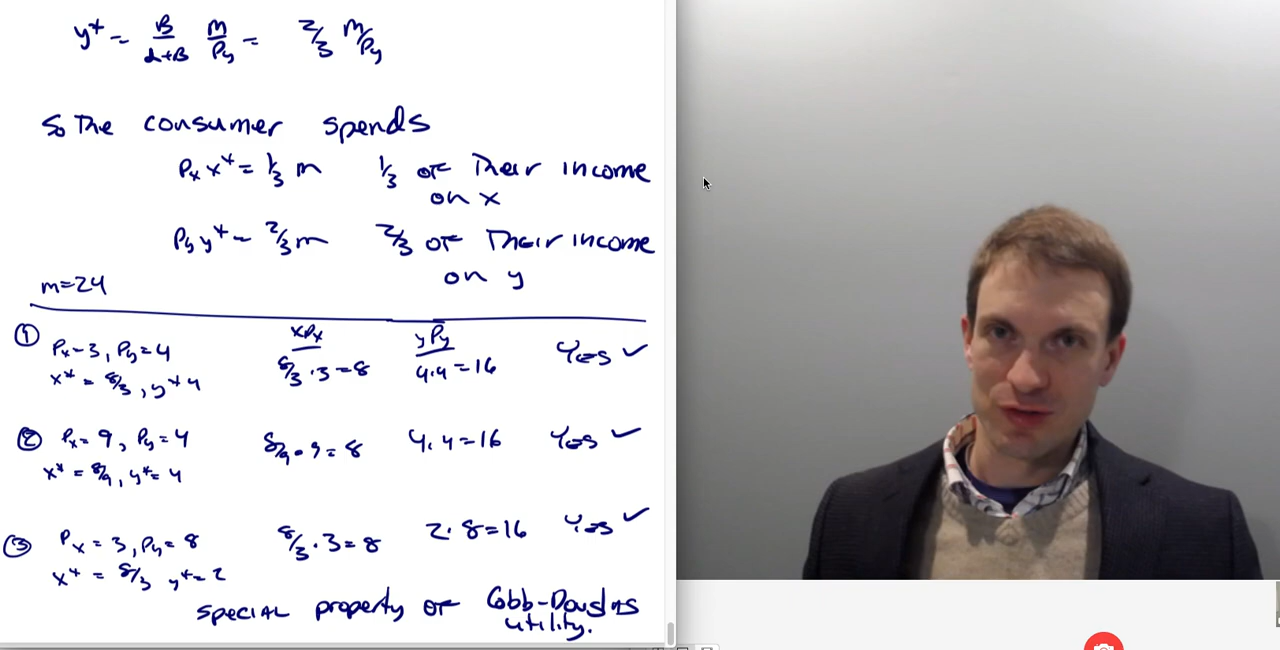 y* = β/(α+β) m/Py = 2/3 m/Py
So The consumer spends
Px x* = 1/3 m 1/3 of Their income
on x
Py y* = 2/3 m 2/3 of Their income
on y
m=24
① Px=3, Py=4 xPx yPy Yes ✓
x* = 8/3, y* 4 8/3 · 3 = 8 4·4 = 16
② Px = 9, Py = 4 8/9 · 9 = 8 4·4 = 16 Yes ✓
x* = 8/9, y* = 4
③ Px = 3, Py = 8 8/3 · 3 = 8 2·8 = 16 Yes ✓
x* = 8/3 y* = 2
special property of Cobb-Douglas
utility.